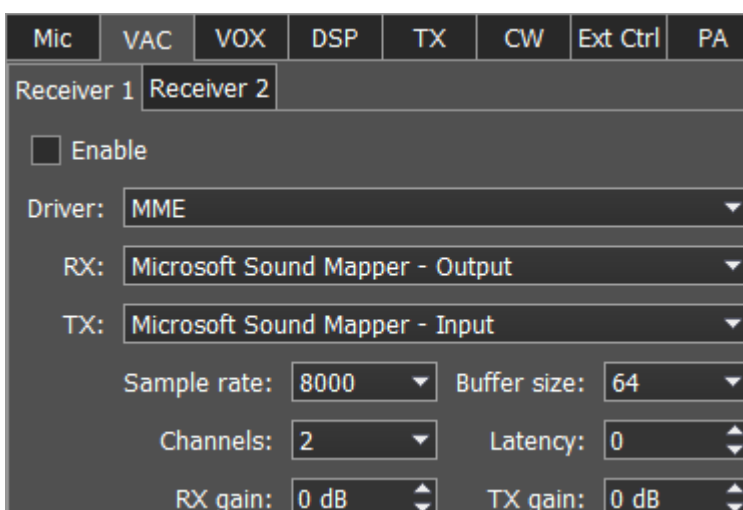 Mic VAC VOX DSP TX CW Ext Ctrl PA
Receiver 1 Receiver 2
Enable
Driver: MME
RX: Microsoft Sound Mapper - Output
TX: Microsoft Sound Mapper - Input
Sample rate: 8000 Buffer size: 64
Channels: 2 Latency: 0
RX gain: 0 dB TX gain: 0 dB